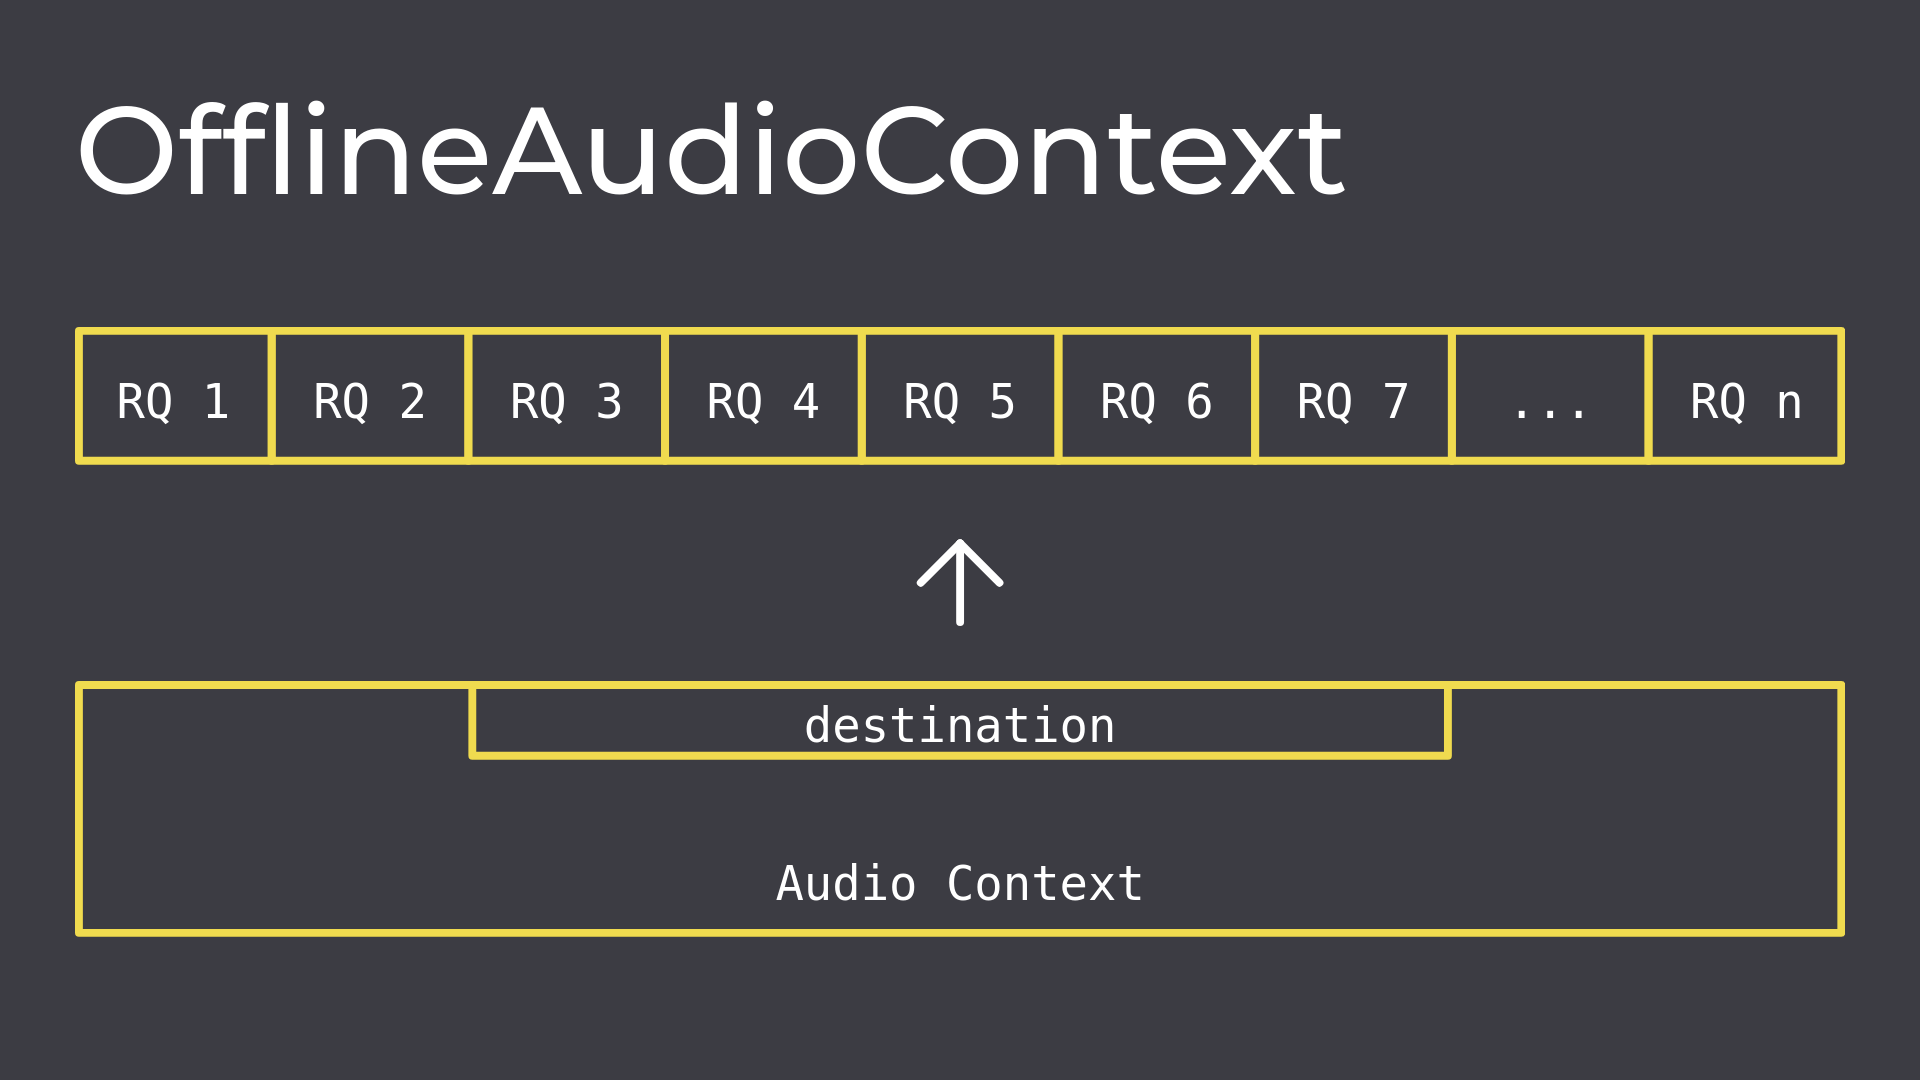 OfflineAudioContext
RQ 1 RQ 2 RQ 3 RQ 4 RQ 5 RQ 6 RQ 7 ... RQ n
destination
Audio Context